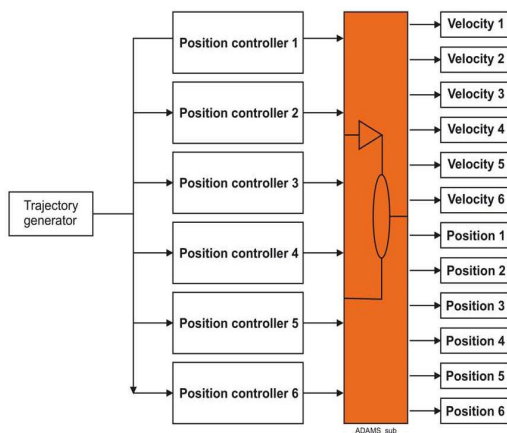 Trajectory
generator
Position controller 1
Position controller 2
Position controller 3
Position controller 4
Position controller 5
Position controller 6
ADAMS_sub
Velocity 1
Velocity 2
Velocity 3
Velocity 4
Velocity 5
Velocity 6
Position 1
Position 2
Position 3
Position 4
Position 5
Position 6